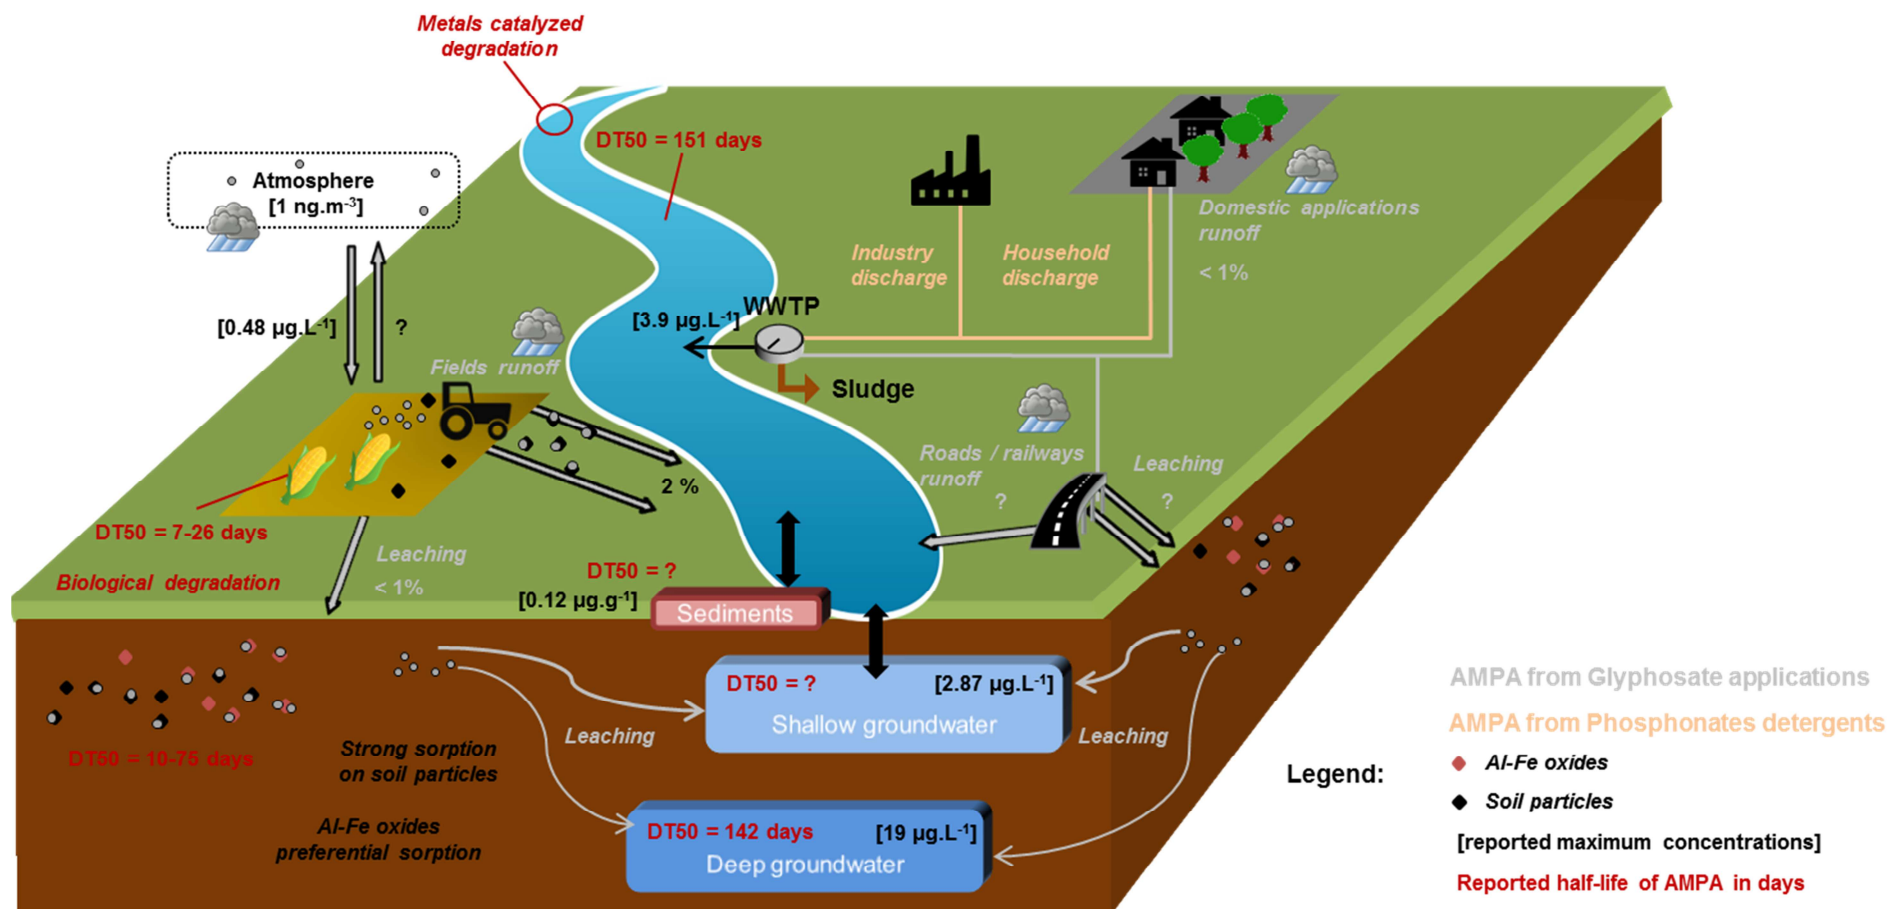 Metals catalyzed
degradation
DT50 = 151 days
Atmosphere
[1 ng.m⁻³]
Domestic applications
runoff
< 1%
Industry
discharge
Household
discharge
WWTP
[3.9 µg.L⁻¹]
[0.48 µg.L⁻¹]
?
Fields runoff
Sludge
Roads / railways
runoff
?
Leaching
?
2 %
DT50 = 7-26 days
Leaching
< 1%
Biological degradation
DT50 = ?
[0.12 µg.g⁻¹]
Sediments
DT50 = ?
[2.87 µg.L⁻¹]
Shallow groundwater
Leaching
Leaching
DT50 = 10-75 days
Strong sorption
on soil particles
Al-Fe oxides
preferential sorption
DT50 = 142 days
[19 µg.L⁻¹]
Deep groundwater
Legend:
AMPA from Glyphosate applications
AMPA from Phosphonates detergents
Al-Fe oxides
Soil particles
[reported maximum concentrations]
Reported half-life of AMPA in days